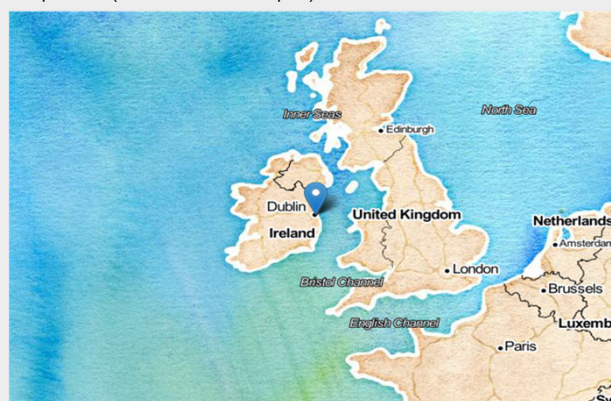 Inner Seas
North Sea
Edinburgh
Dublin
Ireland
United Kingdom
Netherlands
Amsterdam
London
Bristol Channel
Brussels
English Channel
Luxemb
Paris